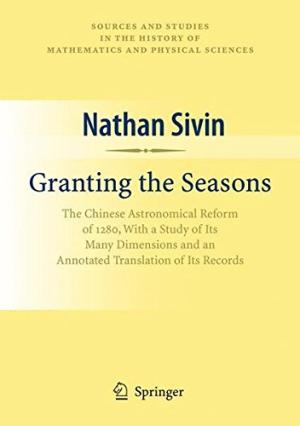 SOURCES AND STUDIES
IN THE HISTORY OF
MATHEMATICS AND PHYSICAL SCIENCES
Nathan Sivin
Granting the Seasons
The Chinese Astronomical Reform
of 1280, With a Study of Its
Many Dimensions and an
Annotated Translation of Its Records
Springer